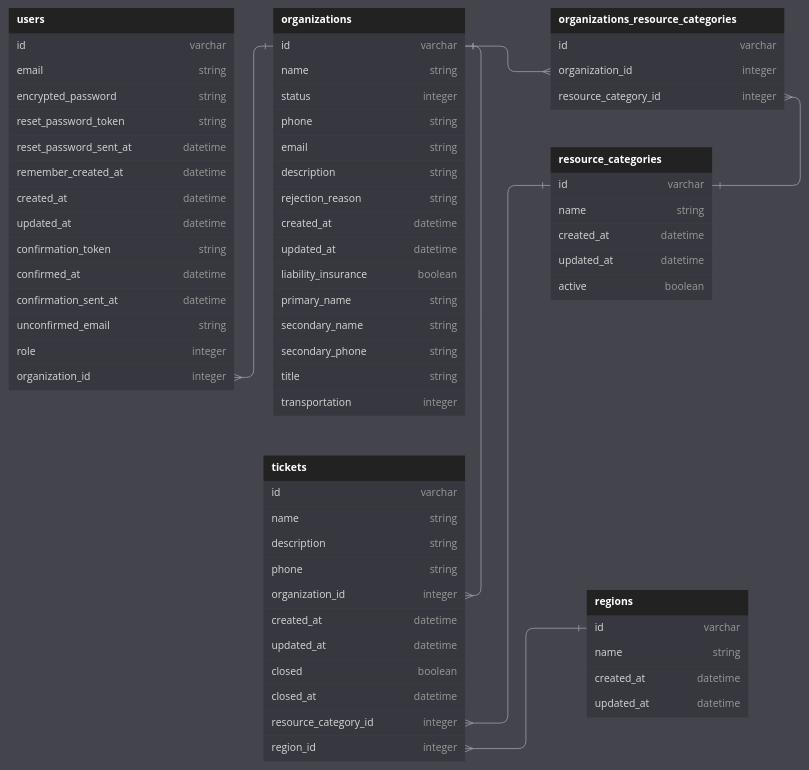 users
id varchar
email string
encrypted_password string
reset_password_token string
reset_password_sent_at datetime
remember_created_at datetime
created_at datetime
updated_at datetime
confirmation_token string
confirmed_at datetime
confirmation_sent_at datetime
unconfirmed_email string
role integer
organization_id integer
organizations
id varchar
name string
status integer
phone string
email string
description string
rejection_reason string
created_at datetime
updated_at datetime
liability_insurance boolean
primary_name string
secondary_name string
secondary_phone string
title string
transportation integer
organizations_resource_categories
id varchar
organization_id integer
resource_category_id integer
resource_categories
id varchar
name string
created_at datetime
updated_at datetime
active boolean
tickets
id varchar
name string
description string
phone string
organization_id integer
created_at datetime
updated_at datetime
closed boolean
closed_at datetime
resource_category_id integer
region_id integer
regions
id varchar
name string
created_at datetime
updated_at datetime